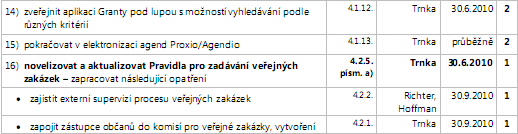 14) zveřejnit aplikaci Granty pod lupou s možností vyhledávání podle 4.1.12. Trnka 30.6.2010 2
různých kritérií
15) pokračovat v elektronizaci agend Proxio/Agendio 4.1.13. Trnka průběžně 2
16) novelizovat a aktualizovat Pravidla pro zadávání veřejných 4.2.5. Trnka 30.6.2010 1
zakázek – zapracovat následující opatření písm. a)
• zajistit externí supervizi procesu veřejných zakázek 4.2.2. Richter, 30.9.2010 1
Hoffman
• zapojit zástupce občanů do komisí pro veřejné zakázky, vytvoření 4.2.1. Trnka 30.9.2010 1